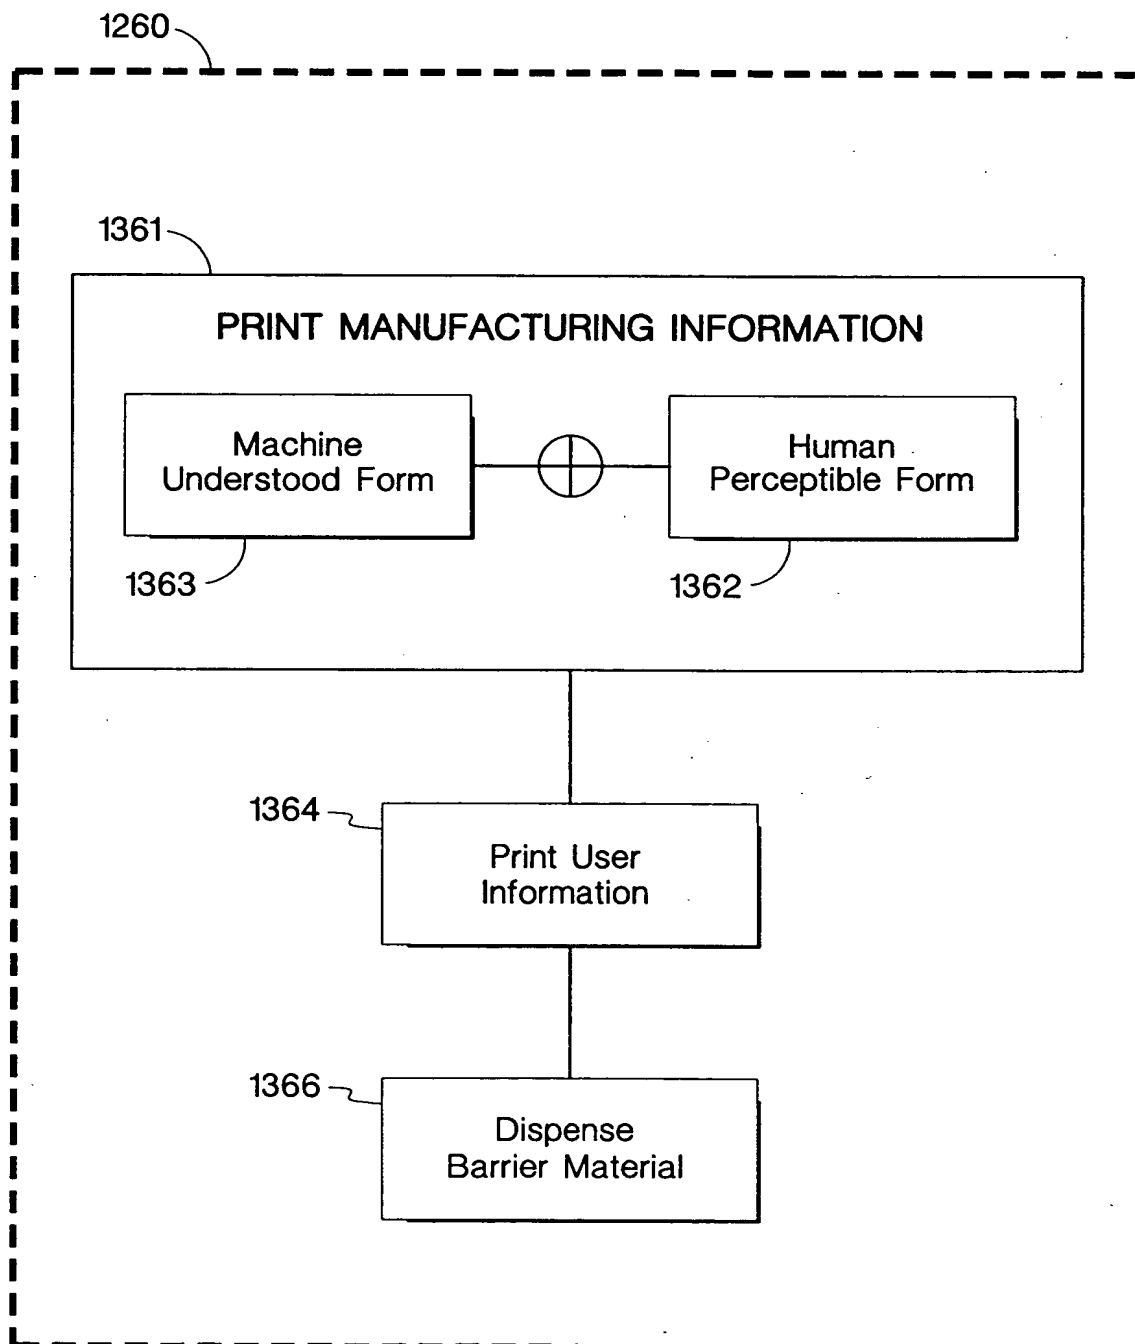 1260
1361
PRINT MANUFACTURING INFORMATION
Machine
Understood Form
Human
Perceptible Form
1363
1362
1364
Print User
Information
1366
Dispense
Barrier Material